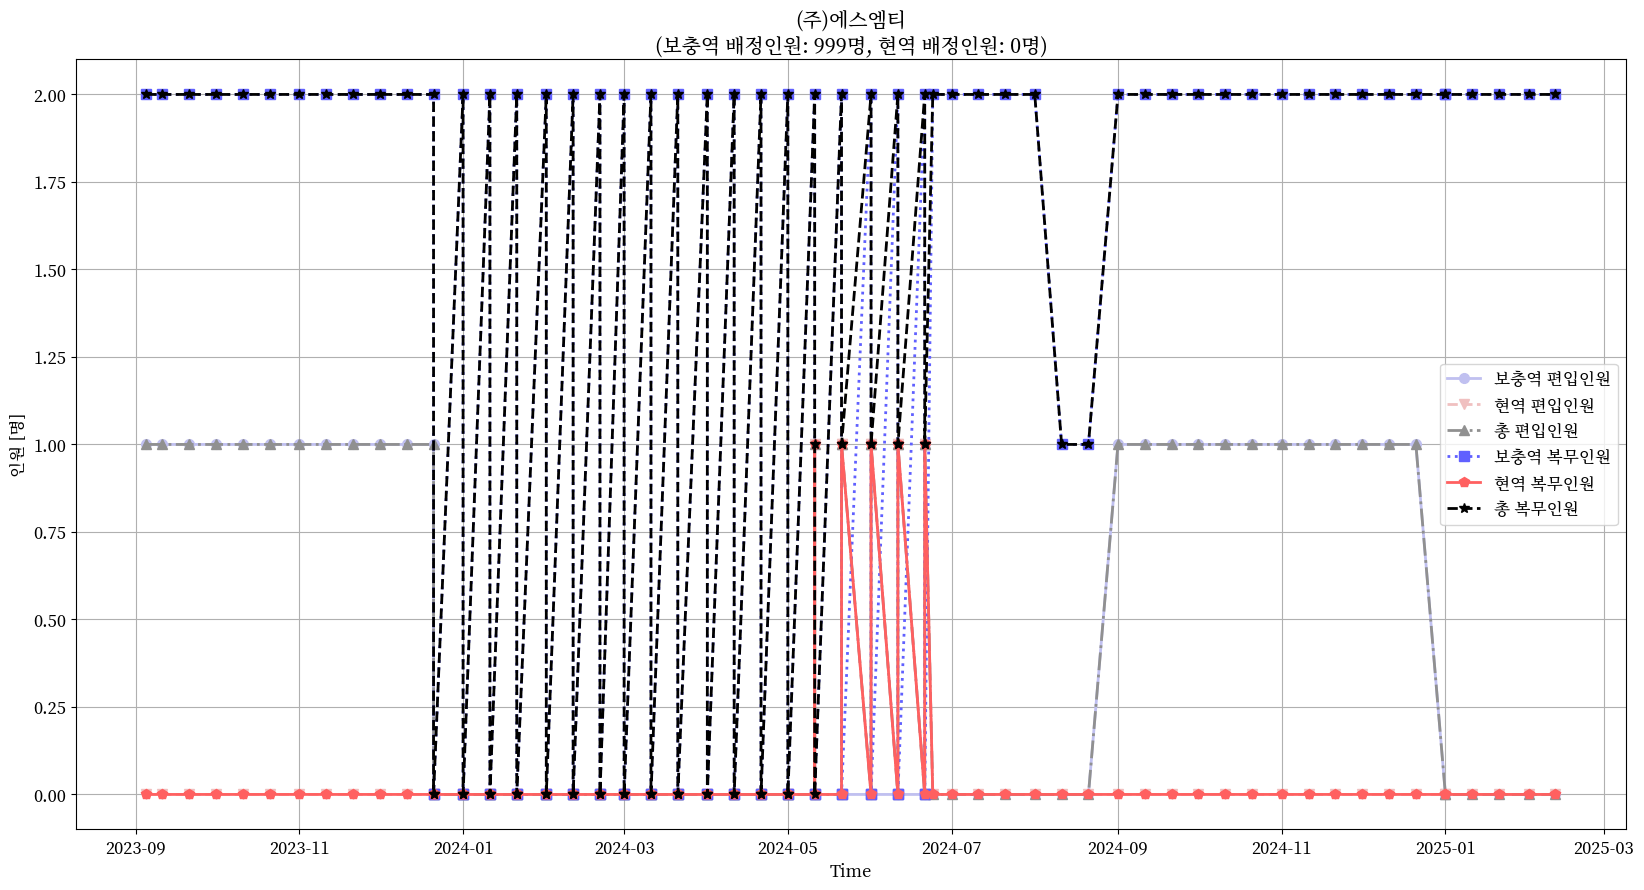 (주)에스엠티
(보충역 배정인원: 999명, 현역 배정인원: 0명)
인원 [명]
2.00
1.75
1.50
1.25
1.00
0.75
0.50
0.25
0.00
보충역 편입인원
현역 편입인원
총 편입인원
보충역 복무인원
현역 복무인원
총 복무인원
2023-09
2023-11
2024-01
2024-03
2024-05
2024-07
2024-09
2024-11
2025-01
2025-03
Time